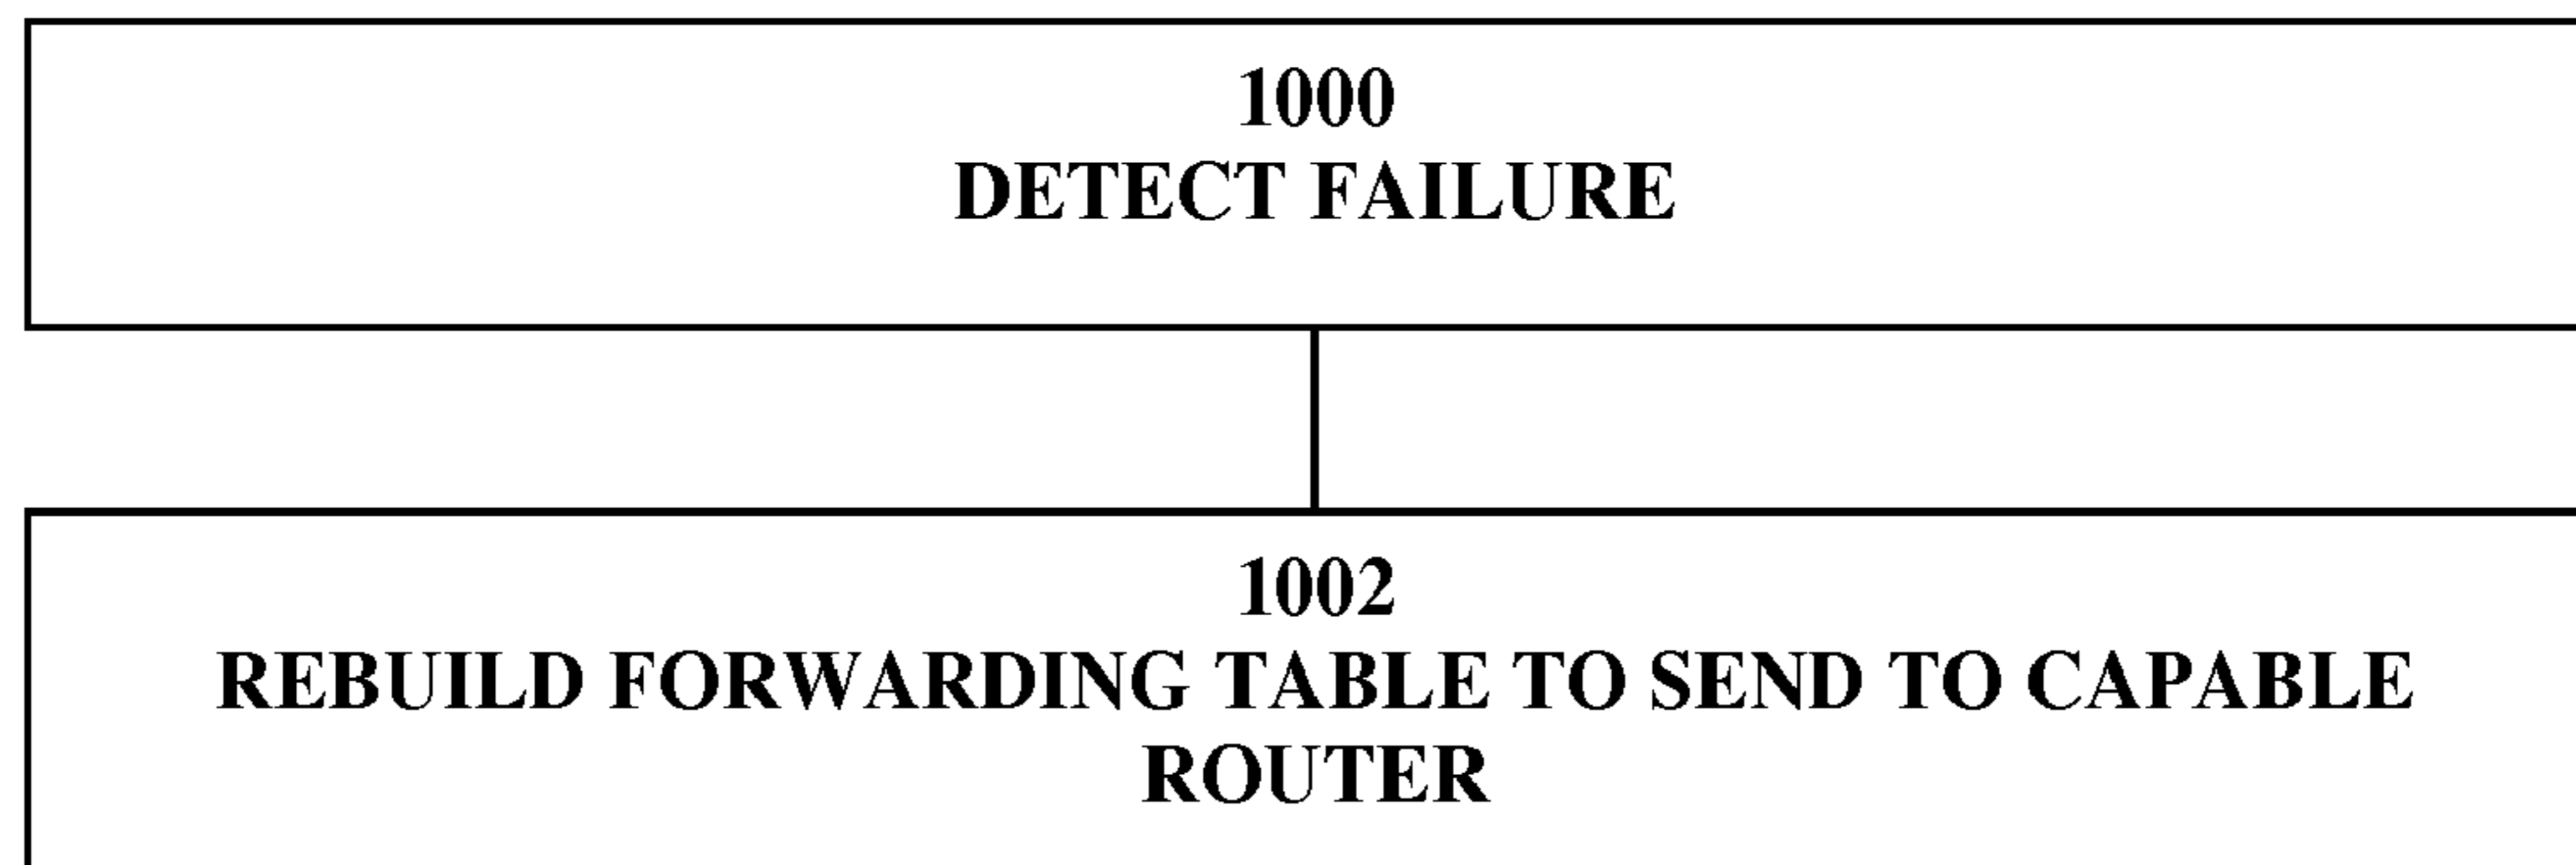 1000
DETECT FAILURE
1002
REBUILD FORWARDING TABLE TO SEND TO CAPABLE
ROUTER